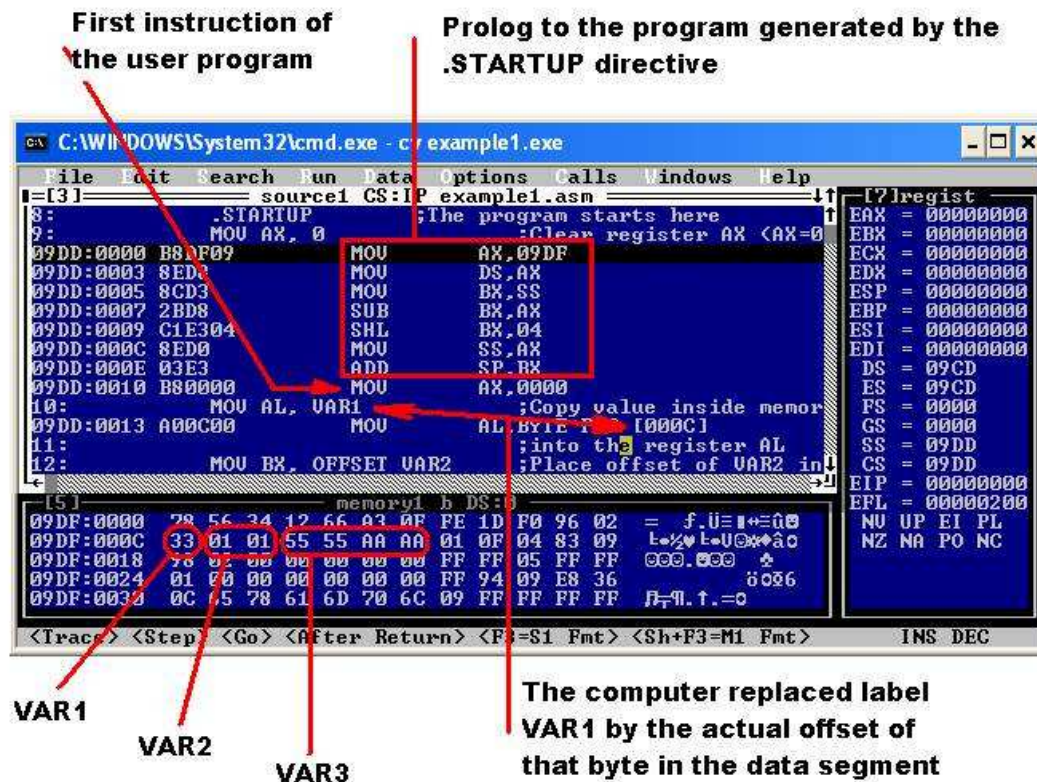 First instruction of
the user program
Prolog to the program generated by the
.STARTUP directive
C:\WINDOWS\System32\cmd.exe - cv example1.exe
File Edit Search Run Data Options Calls Windows Help
[3] source1 CS:IP example1.asm
8: .STARTUP ;The program starts here
9: MOV AX, 0 ;Clear register AX (AX=0
09DD:0000 B8DF09 MOV AX,09DF
09DD:0003 8ED8 MOV DS,AX
09DD:0005 8CD3 MOV BX,SS
09DD:0007 2BD8 SUB BX,AX
09DD:0009 C1E304 SHL BX,04
09DD:000C 8ED0 MOV SS,AX
09DD:000E 03E3 ADD SP,BX
09DD:0010 B80000 MOV AX,0000
10: MOV AL, VAR1 ;Copy value inside memor
09DD:0013 A00C00 MOV AL,BYTE PTR [000C]
11: ;into the register AL
12: MOV BX, OFFSET VAR2 ;Place offset of VAR2 in
[7]regist
EAX = 00000000
EBX = 00000000
ECX = 00000000
EDX = 00000000
ESP = 00000000
EBP = 00000000
ESI = 00000000
EDI = 00000000
DS = 09CD
ES = 09CD
FS = 0000
GS = 0000
SS = 09DD
CS = 09DD
EIP = 00000000
EFL = 00000200
NV UP EI PL
NZ NA PO NC
[5] memory1 b DS:0
09DF:0000 78 56 34 12 66 A3 0F FE 1D F0 96 02
09DF:000C 33 01 01 55 55 AA AA 01 0F 04 83 09
09DF:0018 98 02 00 00 00 00 00 FF FF 05 FF FF
09DF:0024 01 00 00 00 00 00 00 FF 94 09 E8 36
09DF:0030 0C 65 78 61 6D 70 6C 09 FF FF FF FF
<Trace> <Step> <Go> <After Return> <F3=S1 Fmt> <Sh+F3=M1 Fmt> INS DEC
VAR1
VAR2
VAR3
The computer replaced label
VAR1 by the actual offset of
that byte in the data segment